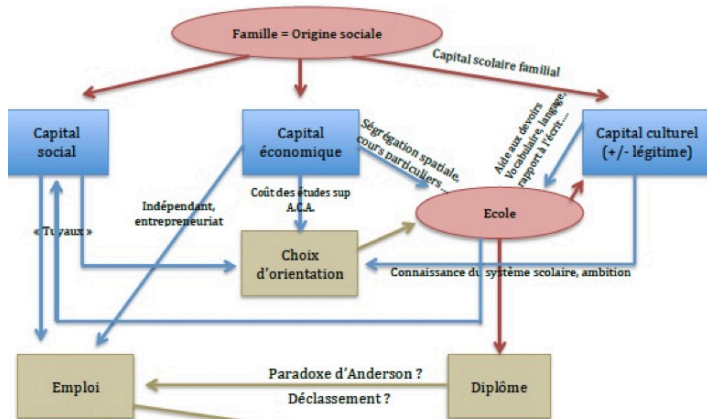 Famille = Origine sociale
Capital scolaire familial
Capital
social
Capital
économique
Ségrégation spatiale,
cours particuliers...
Aide aux devoirs
Vocabulaire, langage,
rapport à l'écrit....
Capital culturel
(+/- légitime)
Indépendant,
entrepreneuriat
Coût des études sup
A.C.A.
Ecole
« Tuyaux »
Choix
d'orientation
Connaissance du système scolaire, ambition
Emploi
Paradoxe d'Anderson ?
Déclassement ?
Diplôme